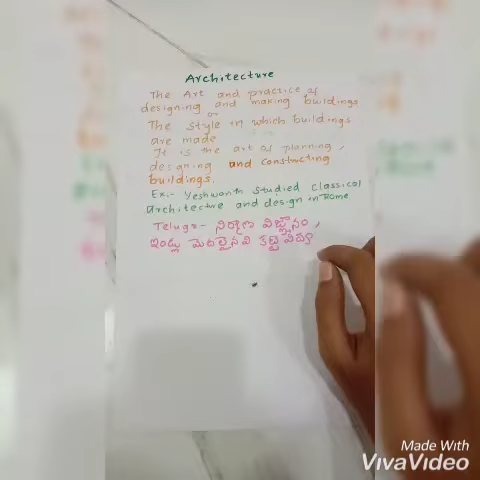 Architecture
The Art and practice of
designing and making buildings
or
The style in which buildings
are made
It is the art of planning,
designing and constructing
buildings.
Ex:- Yeshwanth studied classical
architecture and design in Rome
Telugu:- నిర్మాణ విజ్ఞానం,
ఇండ్లు మొదలైనవి కట్టెవిద్య
Made With
VivaVideo